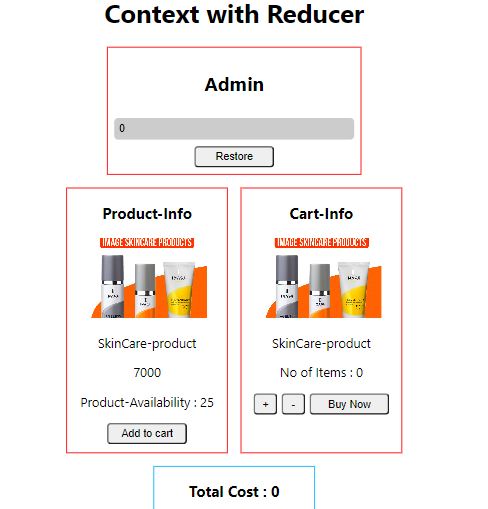 Context with Reducer
Admin
0
Restore
Product-Info
IMAGE SKINCARE PRODUCTS
SkinCare-product
7000
Product-Availability : 25
Add to cart
Cart-Info
IMAGE SKINCARE PRODUCTS
SkinCare-product
No of Items : 0
+ - Buy Now
Total Cost : 0